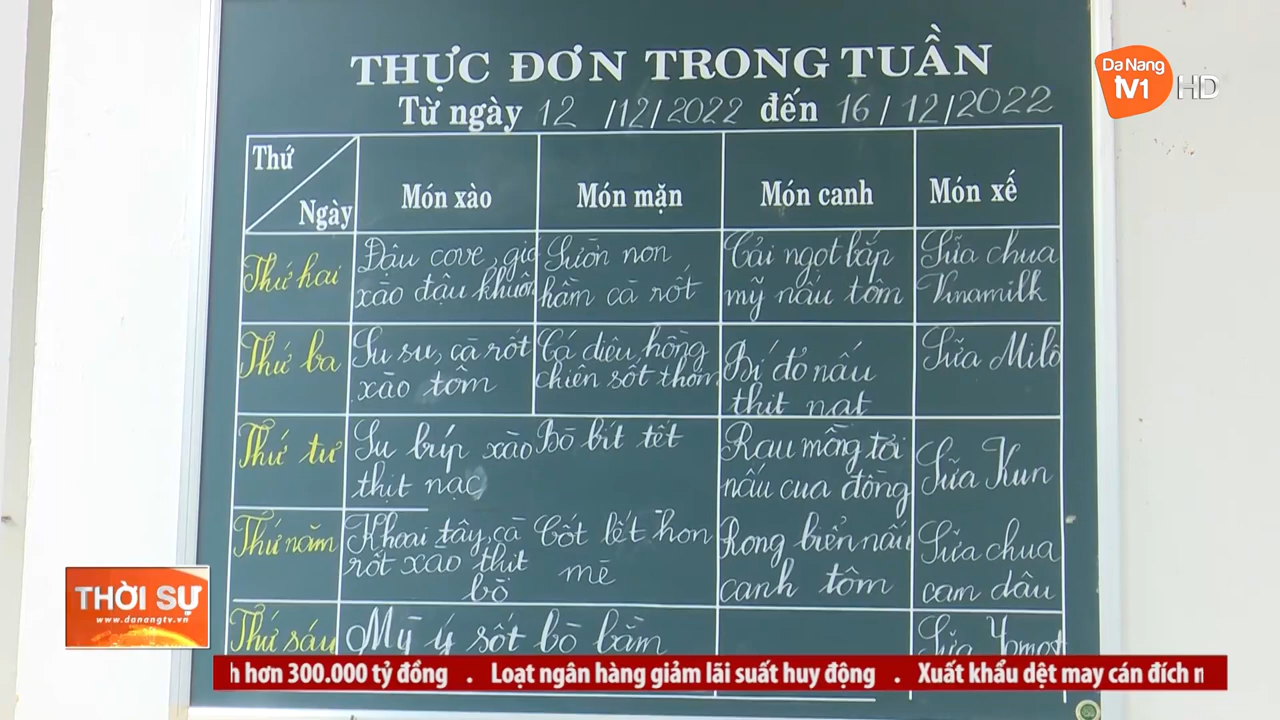 THỰC ĐƠN TRONG TUẦN
Da Nang
tv1 HD
Từ ngày 12 /12/2022 đến 16/12/2022
Thứ
Ngày
Món xào
Món mặn
Món canh
Món xế
Thứ hai
Đậu cove, giá
xào đậu khuôn
Sườn non
hầm cà rốt
Cải ngọt bắp
mỹ nấu tôm
Sữa chua
Vinamilk
Thứ ba
Su su, cà rốt
xào tôm
Cá diêu hồng
chiên sốt thơm
Bí đỏ nấu
thịt nạt
Sữa Milô
Thứ tư
Su búp xào
thịt nạc
Bò bít tết
Rau mồng tơi
nấu cua đồng
Sữa Kun
Thứ năm
Khoai tây, cà
rốt xào thịt
bò
Cốt lết hon
mē
Rong biển nấu
canh tôm
Sữa chua
cam dâu
Thứ sáu
Mỳ ý sốt bò bằm
Sữa Yomost
THỜI SỰ
www.danangtv.vn
h hơn 300.000 tỷ đồng . Loạt ngân hàng giảm lãi suất huy động . Xuất khẩu dệt may cán đích